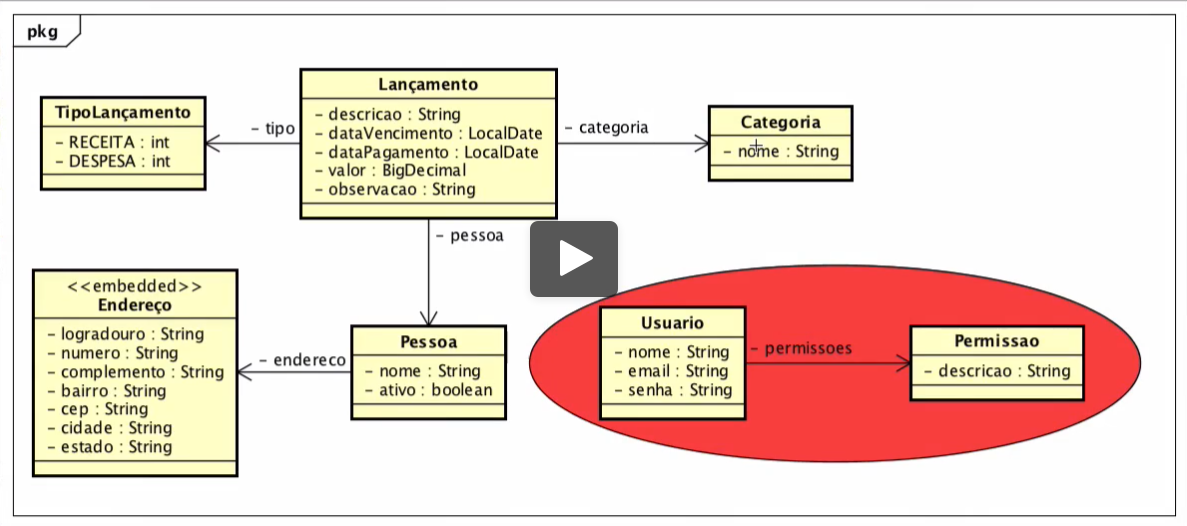 pkg
TipoLançamento
- RECEITA : int
- DESPESA : int
- tipo
Lançamento
- descricao : String
- dataVencimento : LocalDate
- dataPagamento : LocalDate
- valor : BigDecimal
- observacao : String
- categoria
Categoria
- nome : String
- pessoa
<<embedded>>
Endereço
- logradouro : String
- numero : String
- complemento : String
- bairro : String
- cep : String
- cidade : String
- estado : String
- endereco
Pessoa
- nome : String
- ativo : boolean
Usuario
- nome : String
- email : String
- senha : String
- permissoes
Permissao
- descricao : String